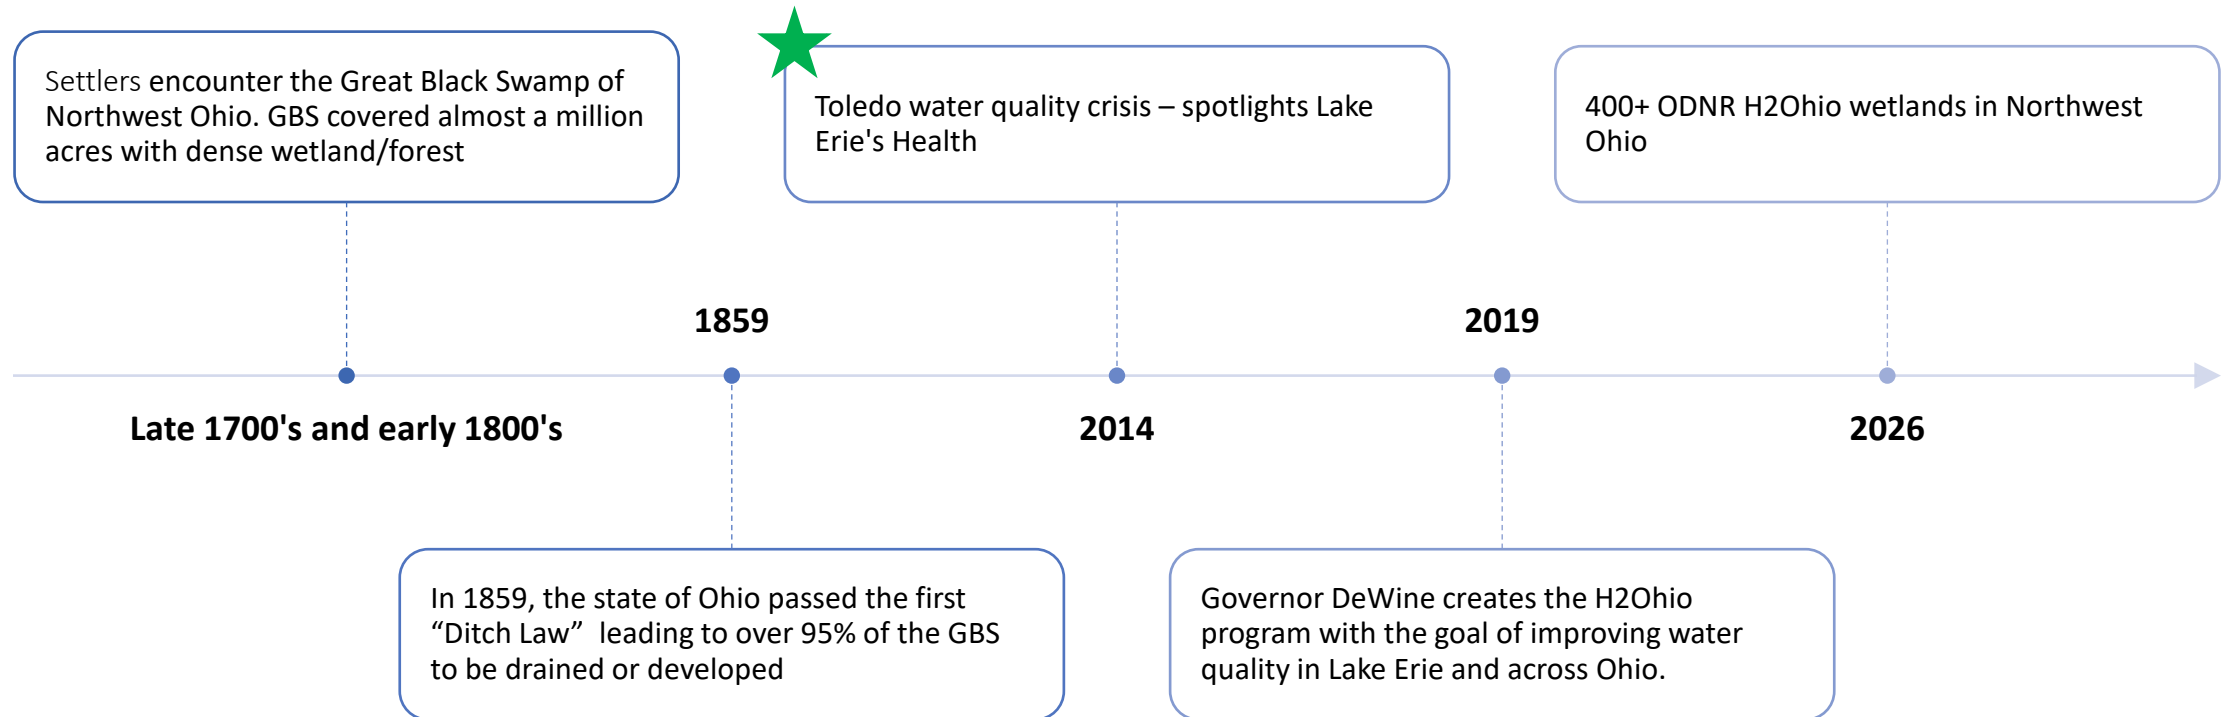 Settlers encounter the Great Black Swamp of
Northwest Ohio. GBS covered almost a million
acres with dense wetland/forest
Late 1700's and early 1800's
1859
In 1859, the state of Ohio passed the first
“Ditch Law”  leading to over 95% of the GBS
to be drained or developed
Toledo water quality crisis – spotlights Lake
Erie's Health
2014
2019
Governor DeWine creates the H2Ohio
program with the goal of improving water
quality in Lake Erie and across Ohio.
400+ ODNR H2Ohio wetlands in Northwest
Ohio
2026